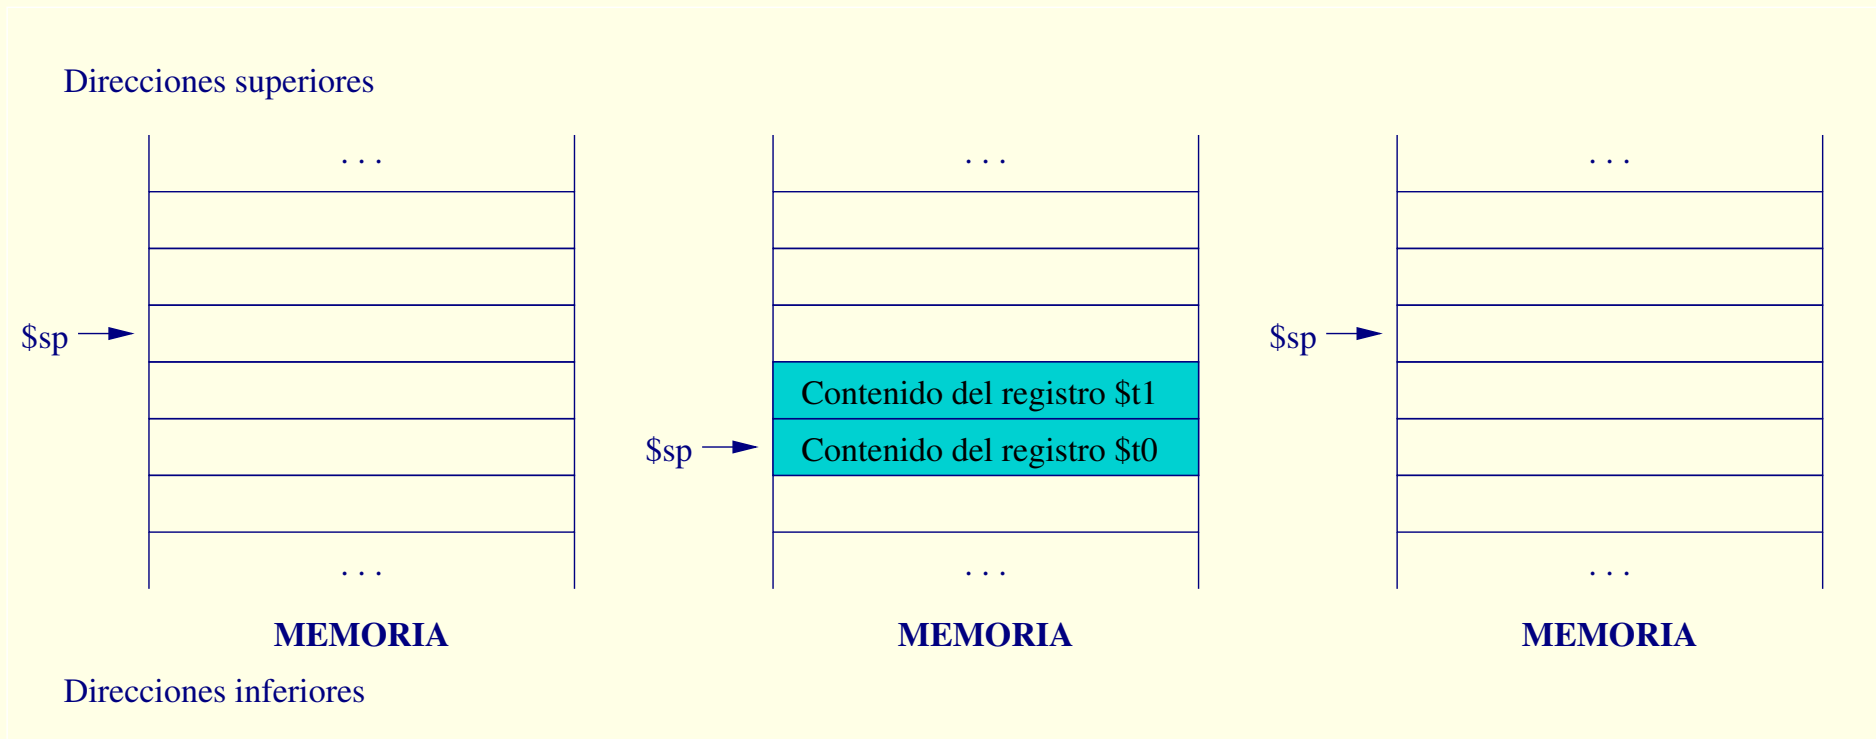 Direcciones superiores
. . .
. . .
. . .
$sp
$sp
Contenido del registro $t1
$sp
Contenido del registro $t0
. . .
. . .
. . .
MEMORIA
MEMORIA
MEMORIA
Direcciones inferiores